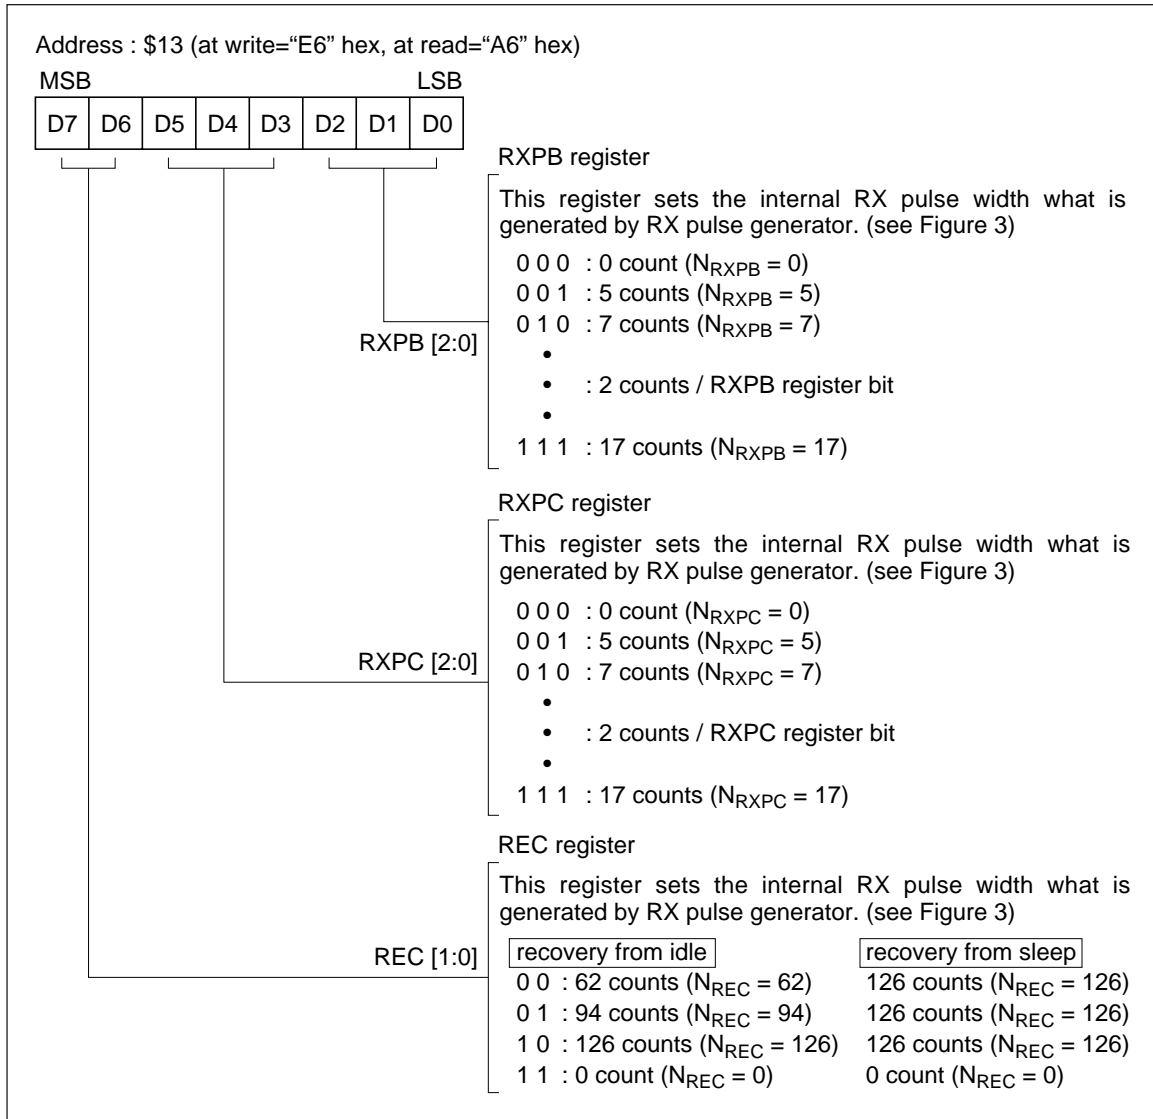 Address : $13 (at write=“E6” hex, at read=“A6” hex)
MSB LSB
D7 D6 D5 D4 D3 D2 D1 D0
RXPB register
This register sets the internal RX pulse width what is
generated by RX pulse generator. (see Figure 3)
0 0 0 : 0 count (NRXPB = 0)
0 0 1 : 5 counts (NRXPB = 5)
0 1 0 : 7 counts (NRXPB = 7)
RXPB [2:0]
•
• : 2 counts / RXPB register bit
•
1 1 1 : 17 counts (NRXPB = 17)
RXPC register
This register sets the internal RX pulse width what is
generated by RX pulse generator. (see Figure 3)
0 0 0 : 0 count (NRXPC = 0)
0 0 1 : 5 counts (NRXPC = 5)
RXPC [2:0]
0 1 0 : 7 counts (NRXPC = 7)
•
• : 2 counts / RXPC register bit
•
1 1 1 : 17 counts (NRXPC = 17)
REC register
This register sets the internal RX pulse width what is
generated by RX pulse generator. (see Figure 3)
REC [1:0]
recovery from idle recovery from sleep
0 0 : 62 counts (NREC = 62) 126 counts (NREC = 126)
0 1 : 94 counts (NREC = 94) 126 counts (NREC = 126)
1 0 : 126 counts (NREC = 126) 126 counts (NREC = 126)
1 1 : 0 count (NREC = 0) 0 count (NREC = 0)